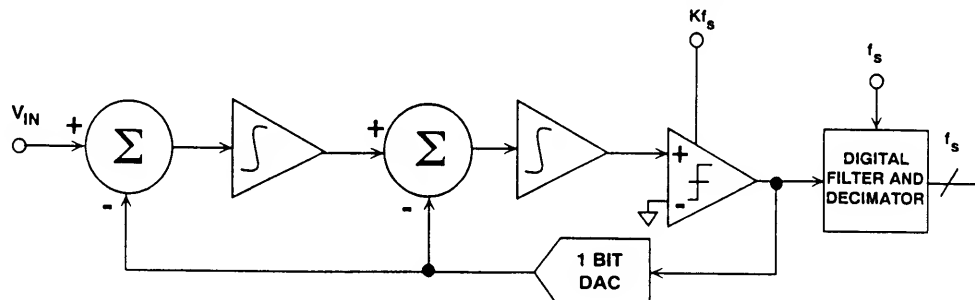 Kf_s
f_s
V_IN
+
Σ
-
∫
+
Σ
-
∫
+
-
DIGITAL
FILTER AND
DECIMATOR
f_s
1 BIT
DAC